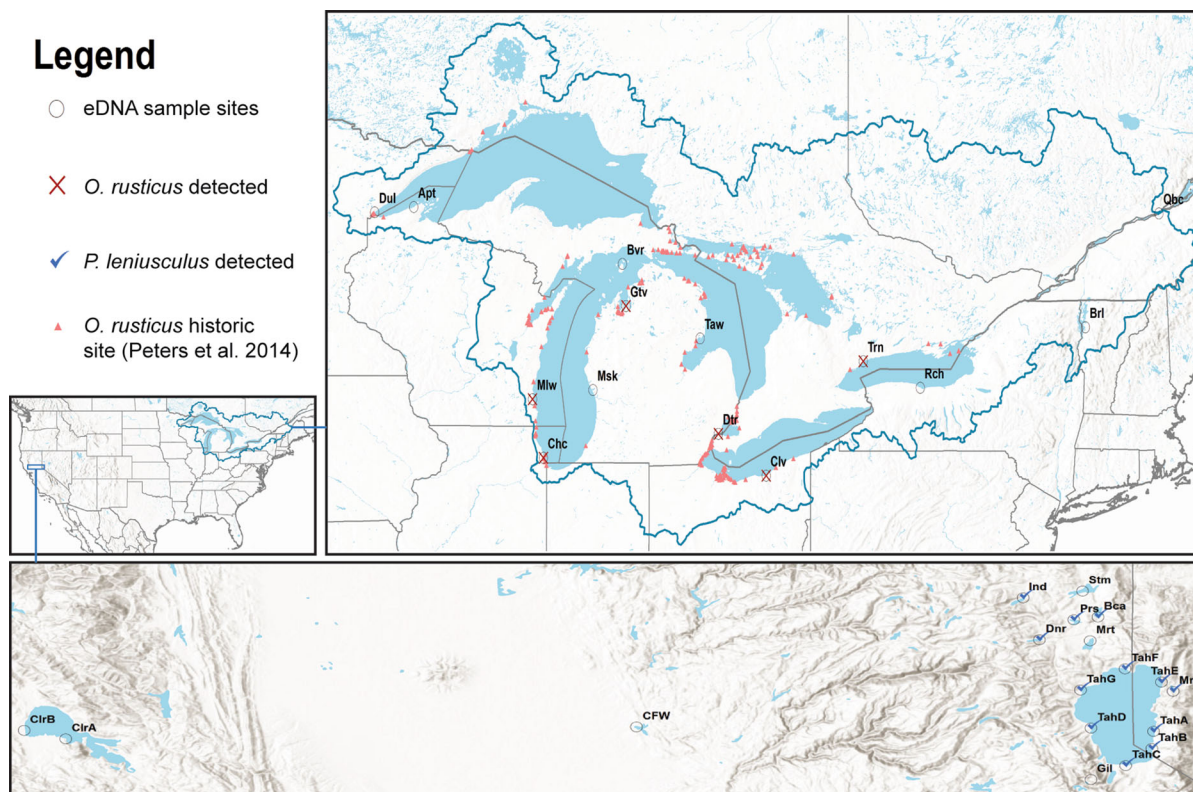 Legend
eDNA sample sites
O. rusticus detected
P. leniusculus detected
O. rusticus historic
site (Peters et al. 2014)
Dul
Apt
Qbc
Bvr
Gtv
Brl
Taw
Trn
Rch
Mlw
Msk
Dtr
Chc
Clv
Ind
Stm
Prs
Bca
Dnr
Mrt
TahF
TahE
TahG
Mr
ClrB
ClrA
CFW
TahD
TahA
TahB
TahC
Gil